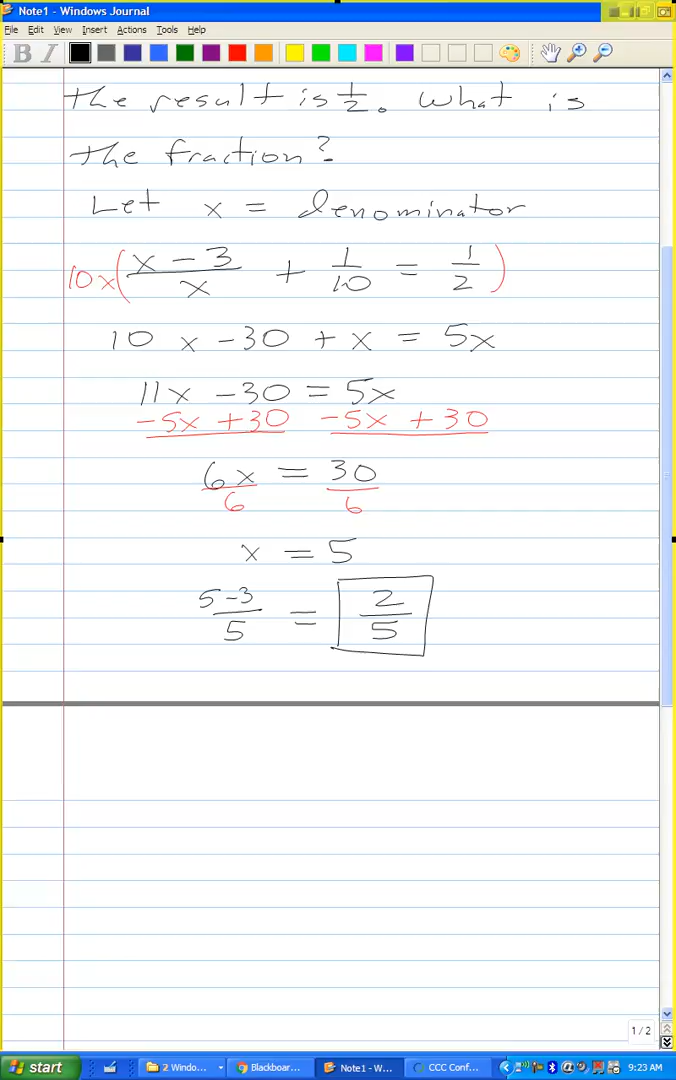 Note1 - Windows Journal
File Edit View Insert Actions Tools Help
B I
the result is 1/2. What is
the fraction?
Let x = denominator
10x( (x - 3)/x + 1/10 = 1/2 )
10 x - 30 + x = 5x
11x - 30 = 5x
-5x + 30 -5x + 30
6x/6 = 30/6
x = 5
(5-3)/5 = 2/5
1 / 2
start 2 Windo... Blackboar... Note1 - W... CCC Conf... 9:23 AM